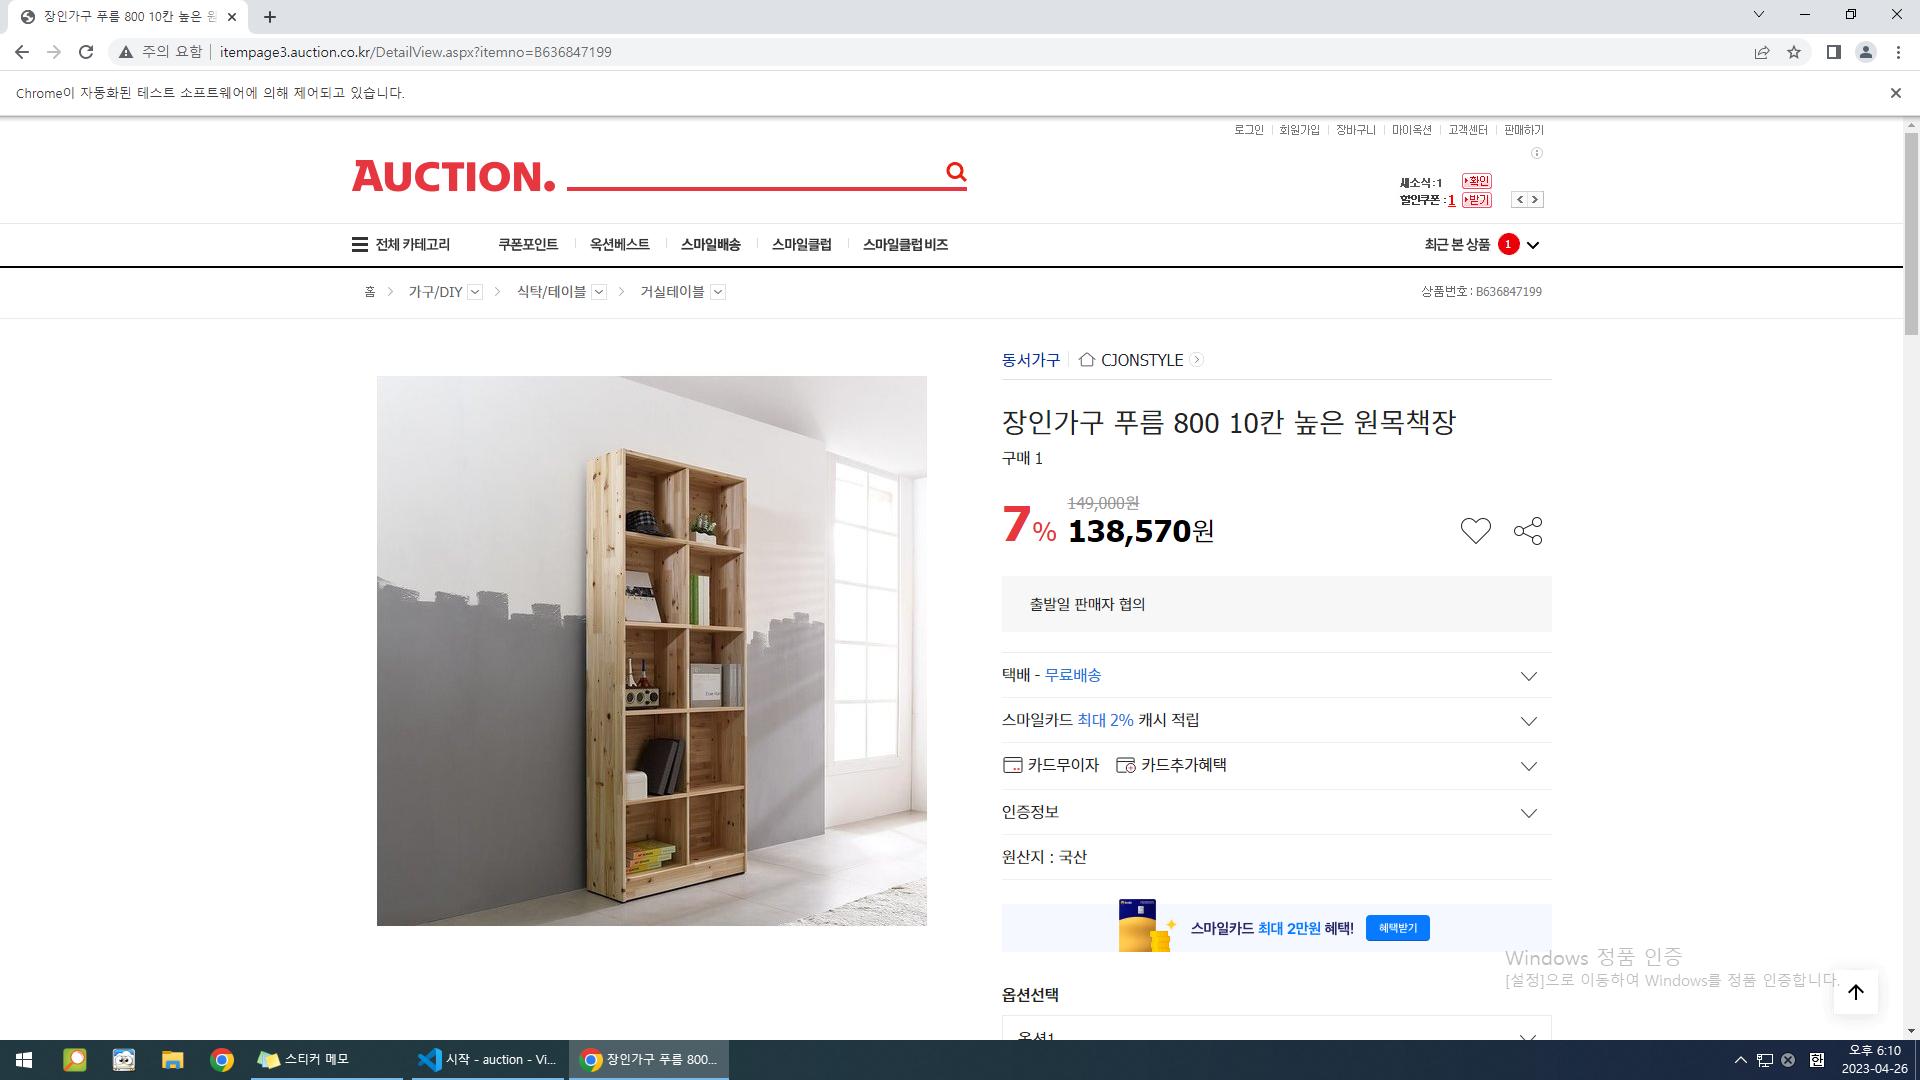 장인가구 푸름 800 10칸 높은 원
주의 요함 itempage3.auction.co.kr/DetailView.aspx?itemno=B636847199
Chrome이 자동화된 테스트 소프트웨어에 의해 제어되고 있습니다.
로그인 회원가입 장바구니 마이옥션 고객센터 판매하기
AUCTION.
새소식:1 확인
할인쿠폰:1 받기
전체 카테고리 쿠폰포인트 옥션베스트 스마일배송 스마일클럽 스마일클럽 비즈 최근 본 상품 1
홈 가구/DIY 식탁/테이블 거실테이블 상품번호 : B636847199
동서가구 CJONSTYLE
장인가구 푸름 800 10칸 높은 원목책장
구매 1
149,000원
7% 138,570원
출발일 판매자 협의
택배 - 무료배송
스마일카드 최대 2% 캐시 적립
카드무이자 카드추가혜택
인증정보
원산지 : 국산
스마일카드 최대 2만원 혜택! 혜택받기
Windows 정품 인증
[설정]으로 이동하여 Windows를 정품 인증합니다.
옵션선택
옵션1
스티커 메모 시작 - auction - Vi... 장인가구 푸름 800... 한 오후 6:10
2023-04-26